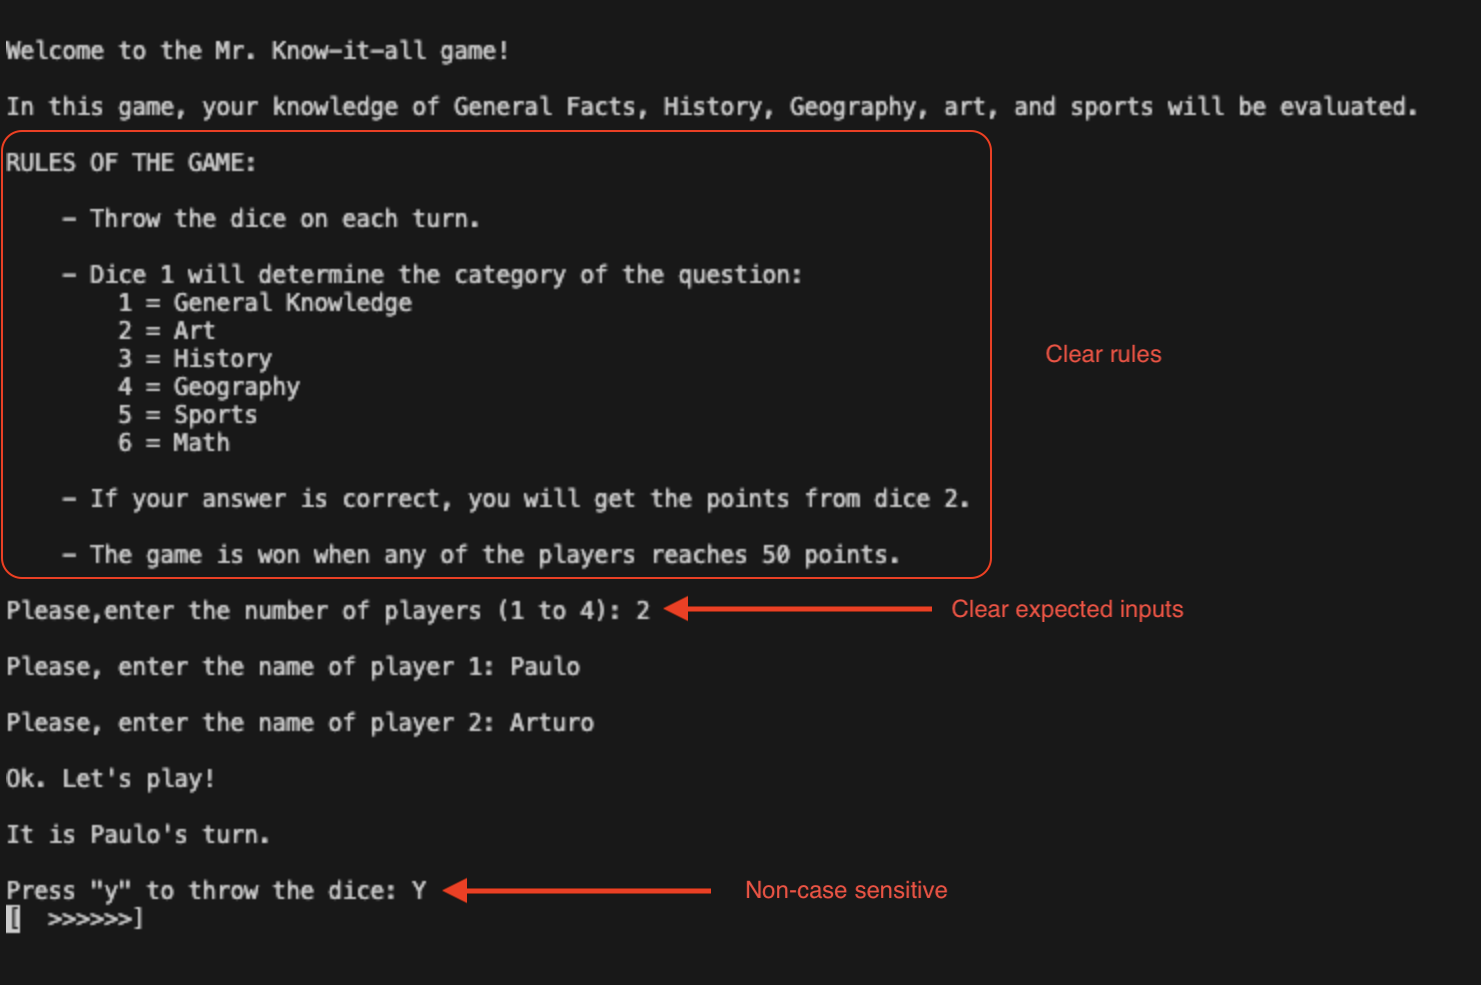 Welcome to the Mr. Know-it-all game!
In this game, your knowledge of General Facts, History, Geography, art, and sports will be evaluated.
RULES OF THE GAME:
- Throw the dice on each turn.
- Dice 1 will determine the category of the question:
1 = General Knowledge
2 = Art
3 = History
Clear rules
4 = Geography
5 = Sports
6 = Math
- If your answer is correct, you will get the points from dice 2.
- The game is won when any of the players reaches 50 points.
Please,enter the number of players (1 to 4): 2
Clear expected inputs
Please, enter the name of player 1: Paulo
Please, enter the name of player 2: Arturo
Ok. Let's play!
It is Paulo's turn.
Press "y" to throw the dice: Y
Non-case sensitive
[  >>>>>>]